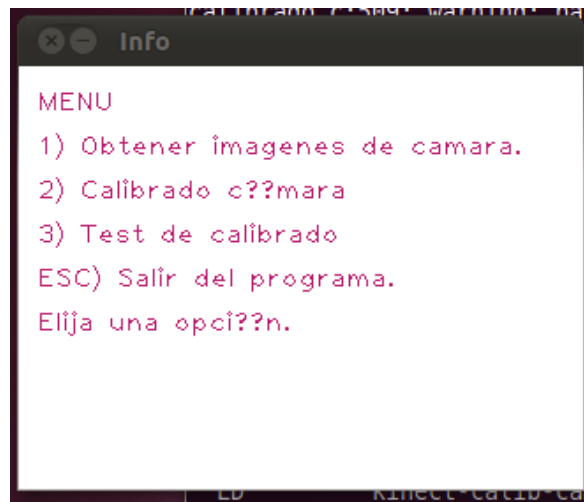 Info
MENU
1) Obtener imagenes de camara.
2) Calibrado c??mara
3) Test de calibrado
ESC) Salir del programa.
Elija una opci??n.